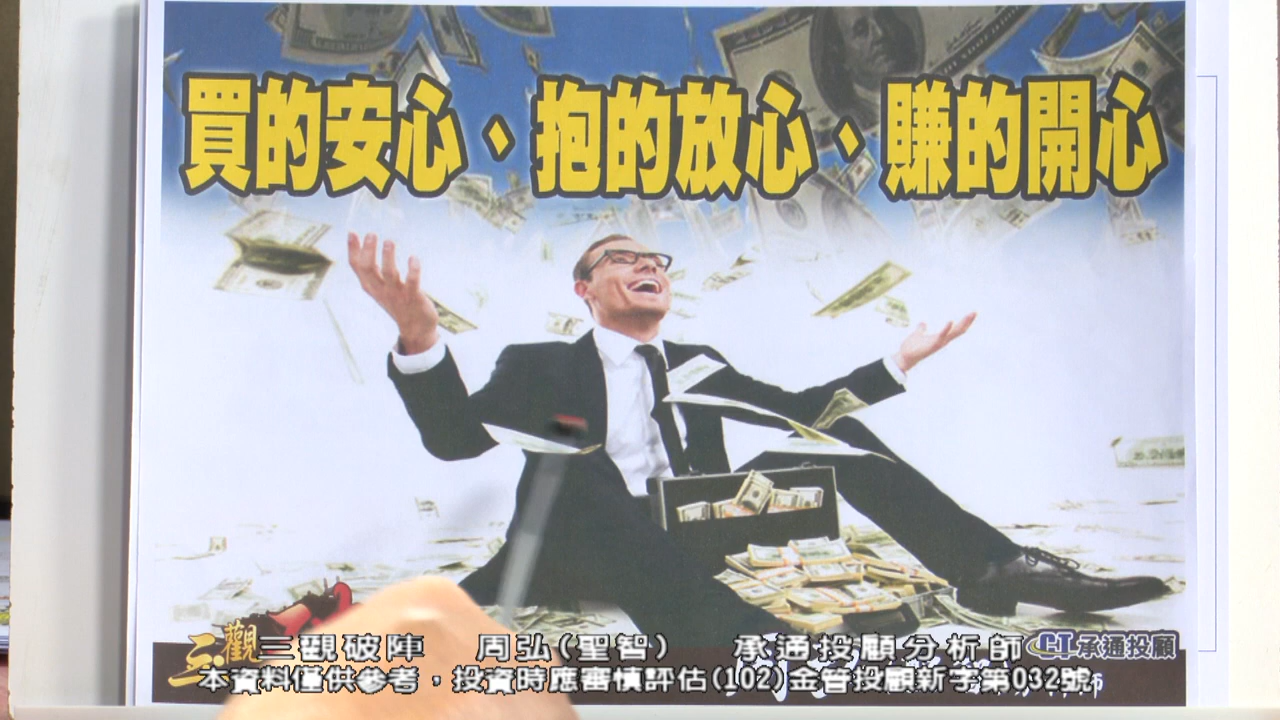 買的安心、抱的放心、賺的開心
三觀
三觀破陣 周弘(聖智) 承通投顧分析師
CT承通投顧
本資料僅供參考，投資時應審慎評估(102)金管投顧新字第032號
師